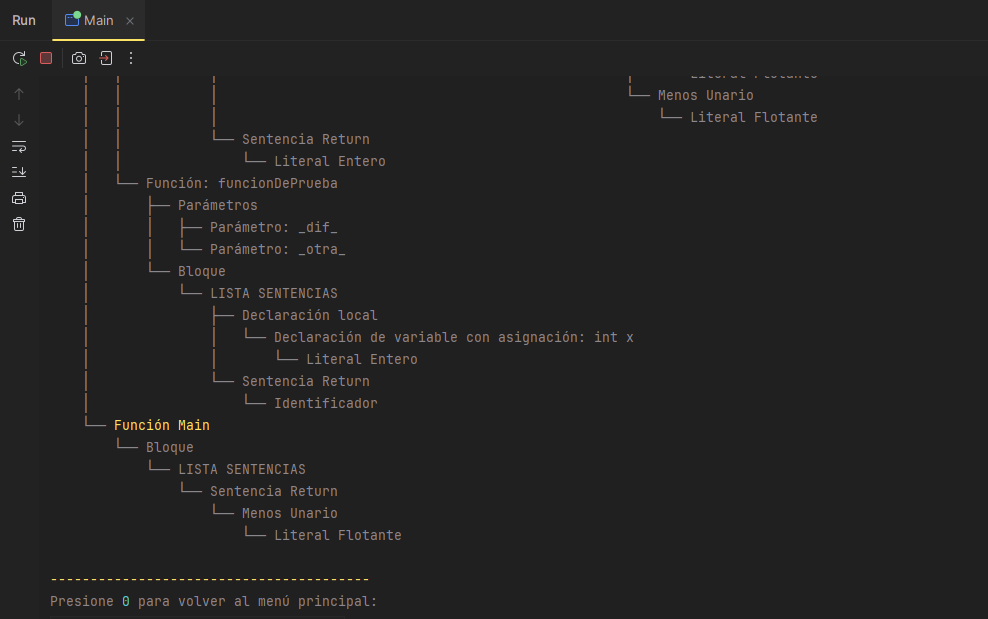 Run Main
Literal Flotante
Menos Unario
Literal Flotante
Sentencia Return
Literal Entero
Función: funcionDePrueba
Parámetros
Parámetro: _dif_
Parámetro: _otra_
Bloque
LISTA SENTENCIAS
Declaración local
Declaración de variable con asignación: int x
Literal Entero
Sentencia Return
Identificador
Función Main
Bloque
LISTA SENTENCIAS
Sentencia Return
Menos Unario
Literal Flotante
----------------------------------------
Presione 0 para volver al menú principal: